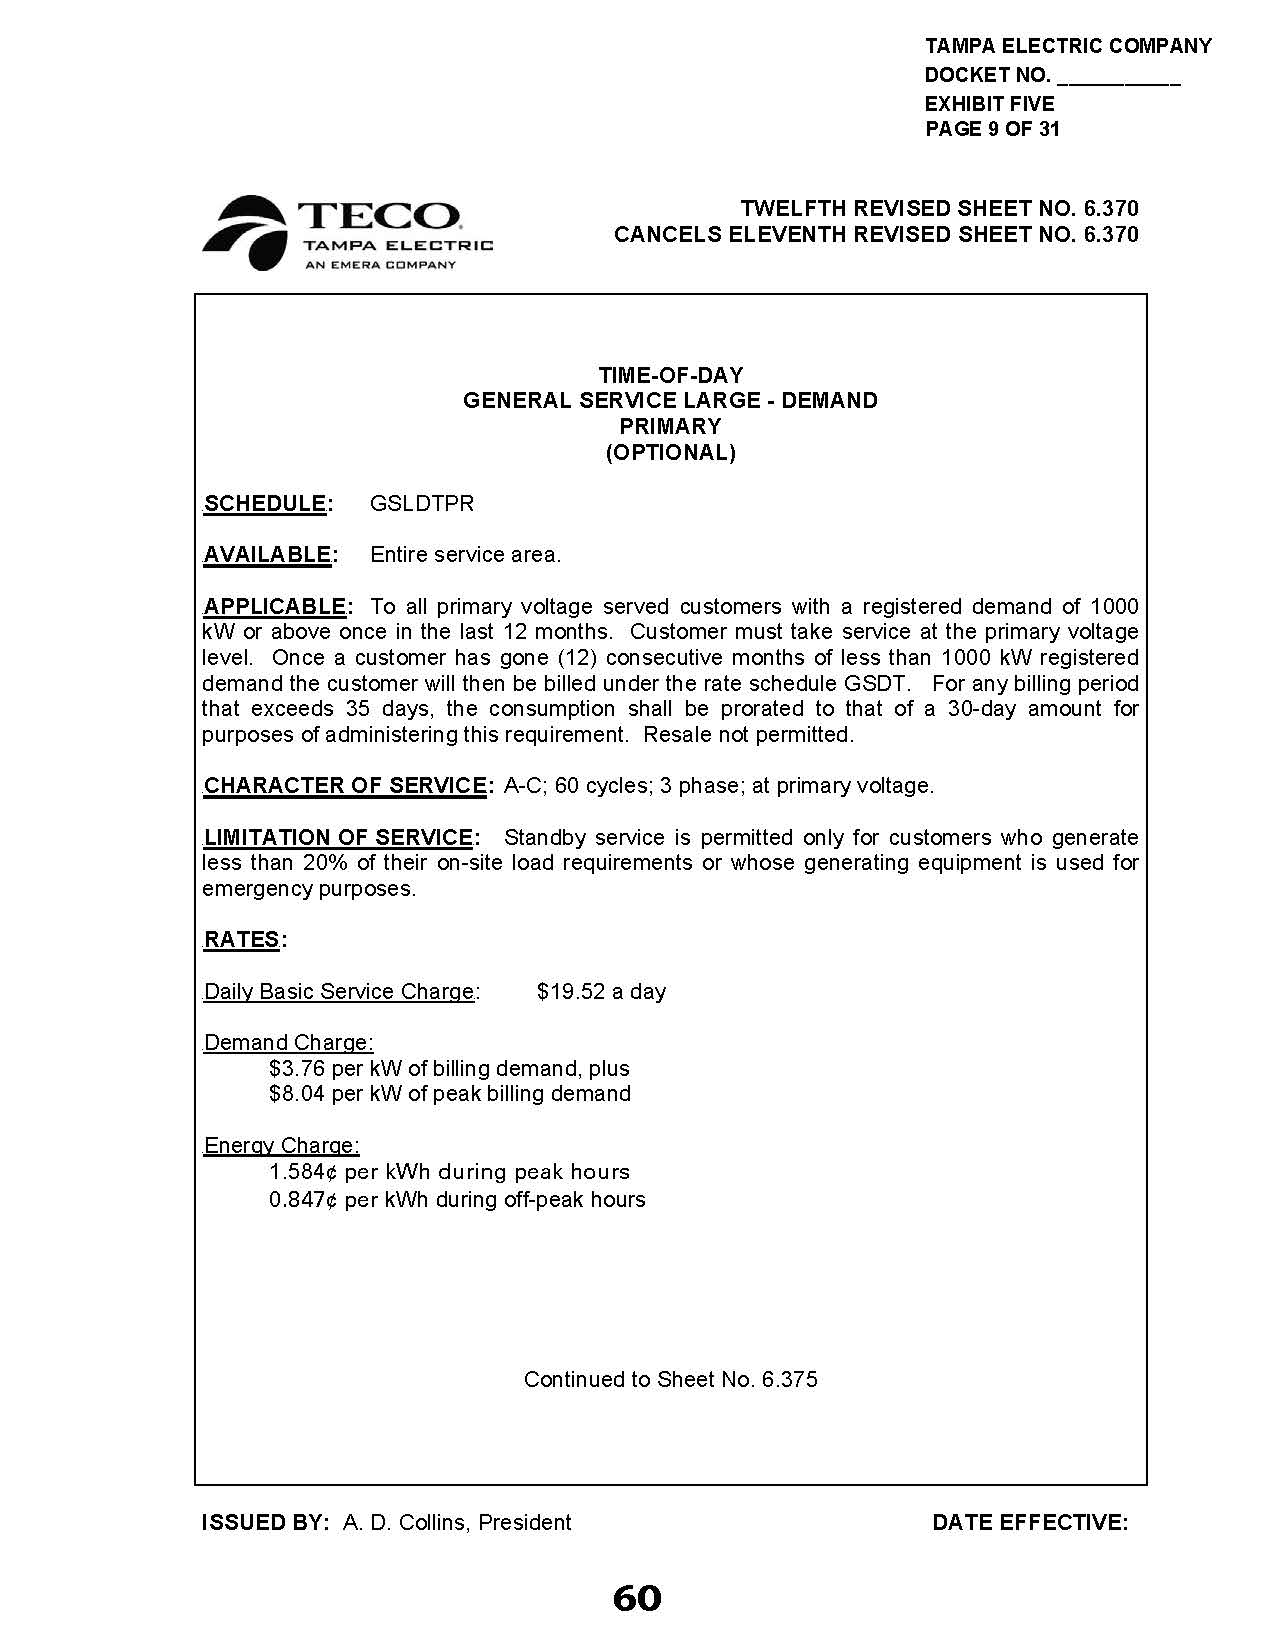 TAMPA ELECTRIC COMPANY
DOCKET NO. ___________
EXHIBIT FIVE
PAGE 9 OF 31
TECO®
TAMPA ELECTRIC
AN EMERA COMPANY
TWELFTH REVISED SHEET NO. 6.370
CANCELS ELEVENTH REVISED SHEET NO. 6.370
TIME-OF-DAY
GENERAL SERVICE LARGE - DEMAND
PRIMARY
(OPTIONAL)
SCHEDULE: GSLDTPR
AVAILABLE: Entire service area.
APPLICABLE: To all primary voltage served customers with a registered demand of 1000
kW or above once in the last 12 months. Customer must take service at the primary voltage
level. Once a customer has gone (12) consecutive months of less than 1000 kW registered
demand the customer will then be billed under the rate schedule GSDT. For any billing period
that exceeds 35 days, the consumption shall be prorated to that of a 30-day amount for
purposes of administering this requirement. Resale not permitted.
CHARACTER OF SERVICE: A-C; 60 cycles; 3 phase; at primary voltage.
LIMITATION OF SERVICE: Standby service is permitted only for customers who generate
less than 20% of their on-site load requirements or whose generating equipment is used for
emergency purposes.
RATES:
Daily Basic Service Charge: $19.52 a day
Demand Charge:
$3.76 per kW of billing demand, plus
$8.04 per kW of peak billing demand
Energy Charge:
1.584¢ per kWh during peak hours
0.847¢ per kWh during off-peak hours
Continued to Sheet No. 6.375
ISSUED BY: A. D. Collins, President
DATE EFFECTIVE:
60